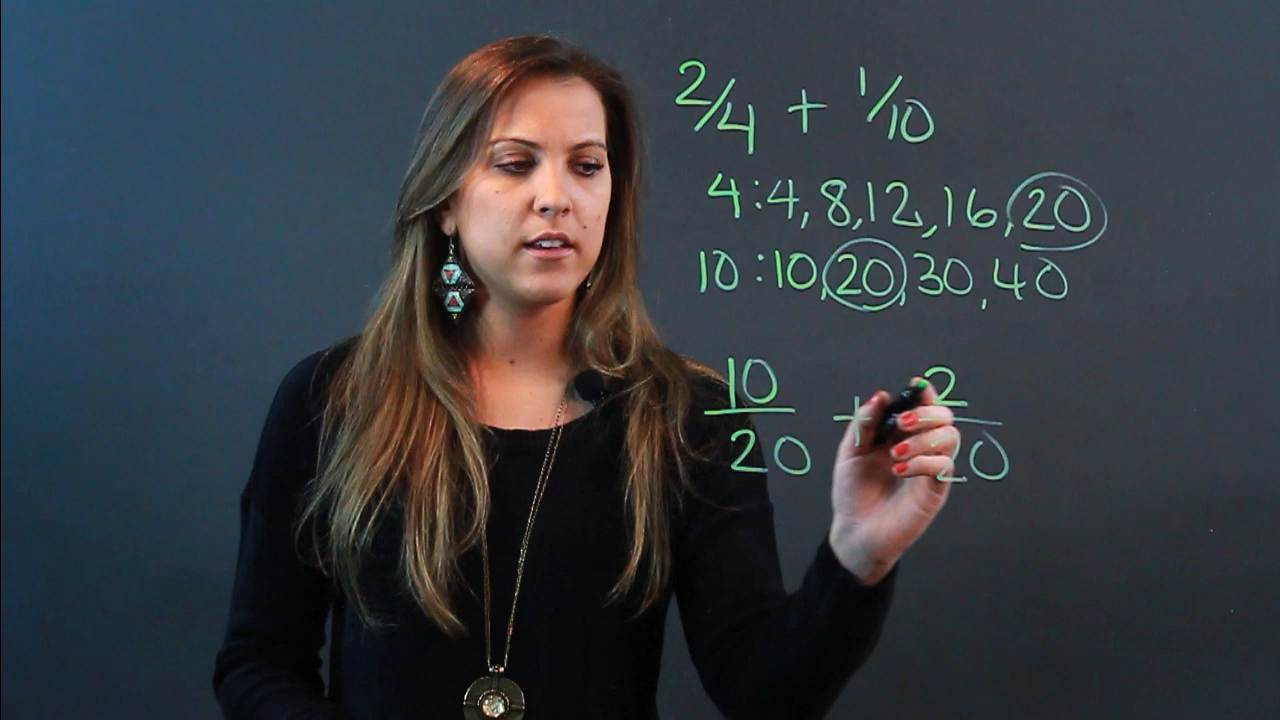 2/4 + 1/10
4:4,8,12,16,20
10:10,20,30,40
10/20 + 2/20